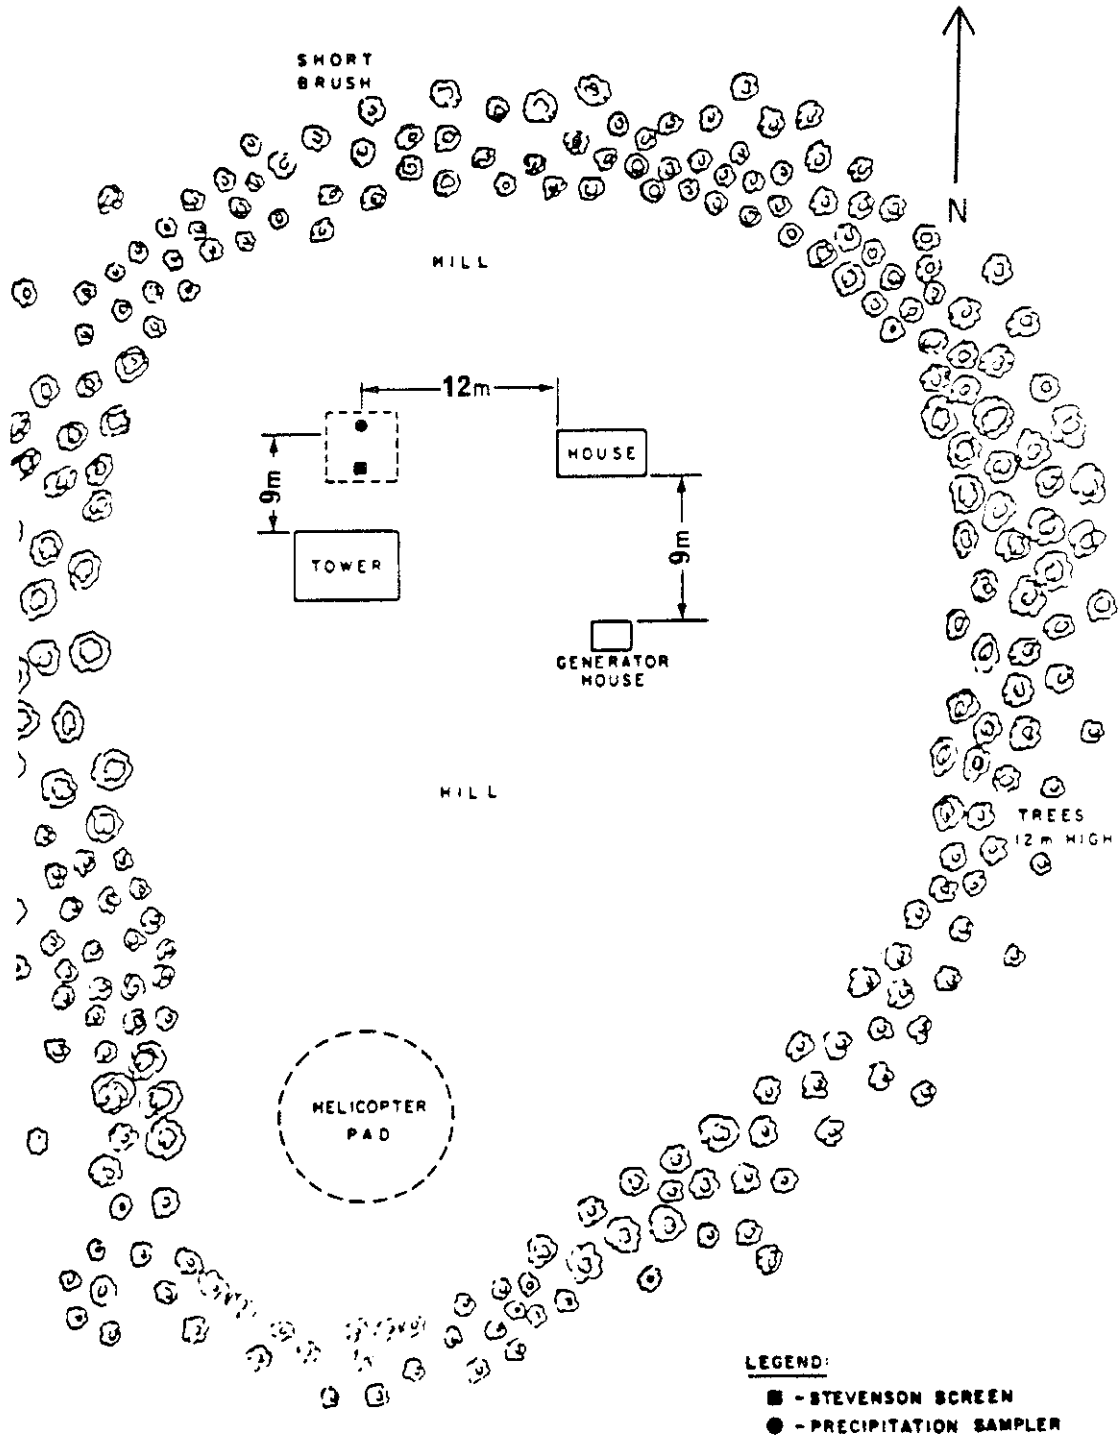 SHORT
BRUSH
N
HILL
12m
HOUSE
9m
9m
TOWER
GENERATOR
HOUSE
HILL
TREES
12m HIGH
HELICOPTER
PAD
LEGEND:
■ - STEVENSON SCREEN
● - PRECIPITATION SAMPLER